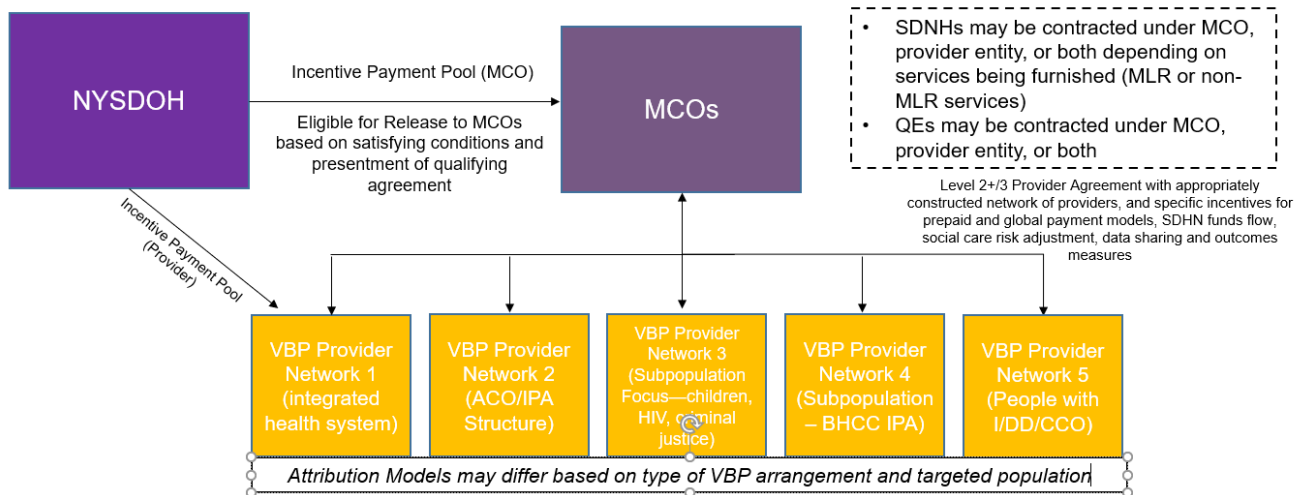 NYSDOH
Incentive Payment Pool (MCO)
Eligible for Release to MCOs
based on satisfying conditions and
presentment of qualifying
agreement
MCOs
• SDNHs may be contracted under MCO,
provider entity, or both depending on
services being furnished (MLR or non-
MLR services)
• QEs may be contracted under MCO,
provider entity, or both
Level 2+/3 Provider Agreement with appropriately
constructed network of providers, and specific incentives for
prepaid and global payment models, SDHN funds flow,
social care risk adjustment, data sharing and outcomes
measures
Incentive Payment Pool
(Provider)
VBP Provider
Network 1
(integrated
health system)
VBP Provider
Network 2
(ACO/IPA
Structure)
VBP Provider
Network 3
(Subpopulation
Focus—children,
HIV, criminal
justice)
VBP Provider
Network 4
(Subpopulation
– BHCC IPA)
VBP Provider
Network 5
(People with
I/DD/CCO)
Attribution Models may differ based on type of VBP arrangement and targeted population